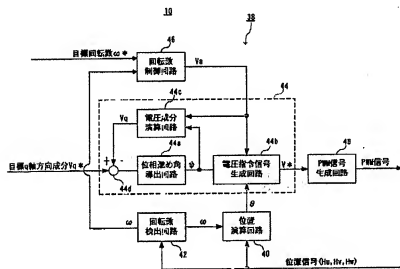 10
38
46
目標回転数ω*
回転数
制御回路
Va
44c
44
Vq
電圧成分
演算回路
44a
44b
48
目標q軸方向成分Vq*
+
-
44d
位相進め角
導出回路
ψ
電圧指令信号
生成回路
V*
PWM信号
生成回路
PWM信号
θ
ω
回転数
検出回路
ω
位置
演算回路
42
40
位置信号(Hu,Hv,Hw)